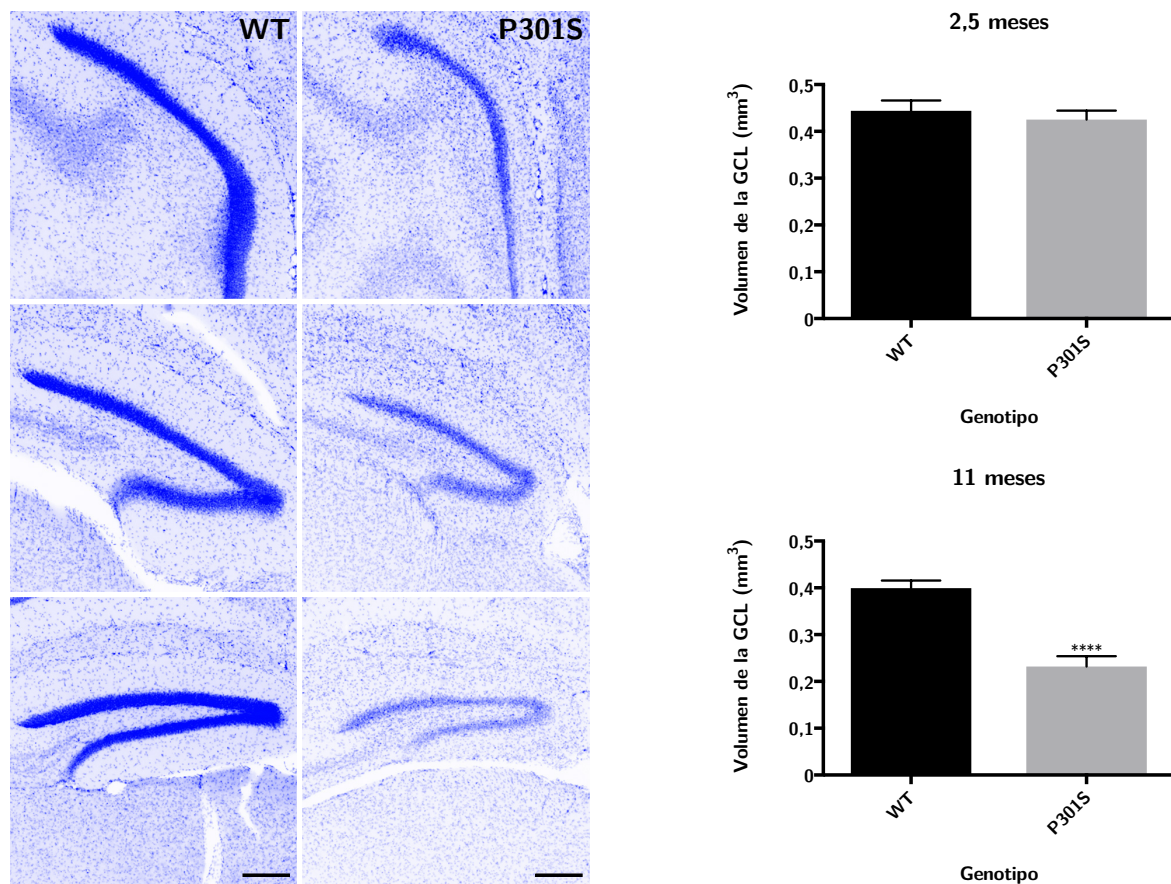 WT
P301S
2,5 meses
Volumen de la GCL (mm³)
0,5
0,4
0,3
0,2
0,1
0
WT
P301S
Genotipo
11 meses
Volumen de la GCL (mm³)
0,5
0,4
0,3
0,2
0,1
0
****
WT
P301S
Genotipo